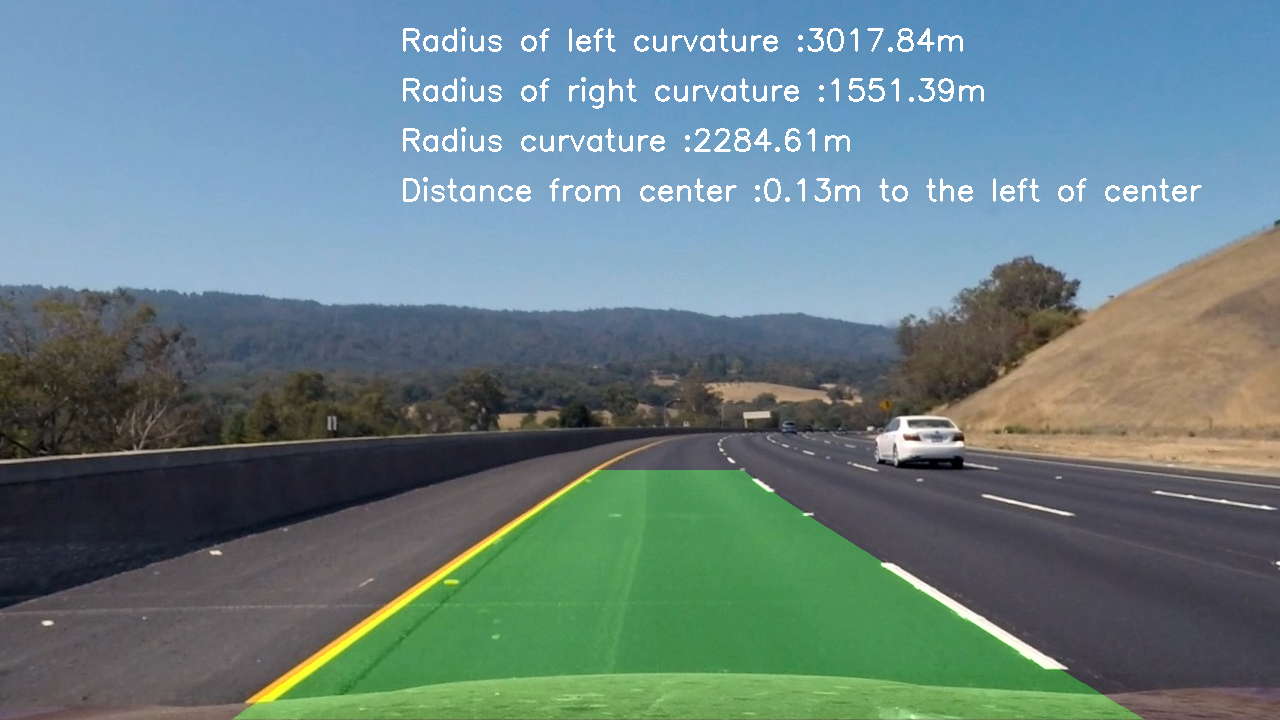 Radius of left curvature :3017.84m
Radius of right curvature :1551.39m
Radius curvature :2284.61m
Distance from center :0.13m to the left of center